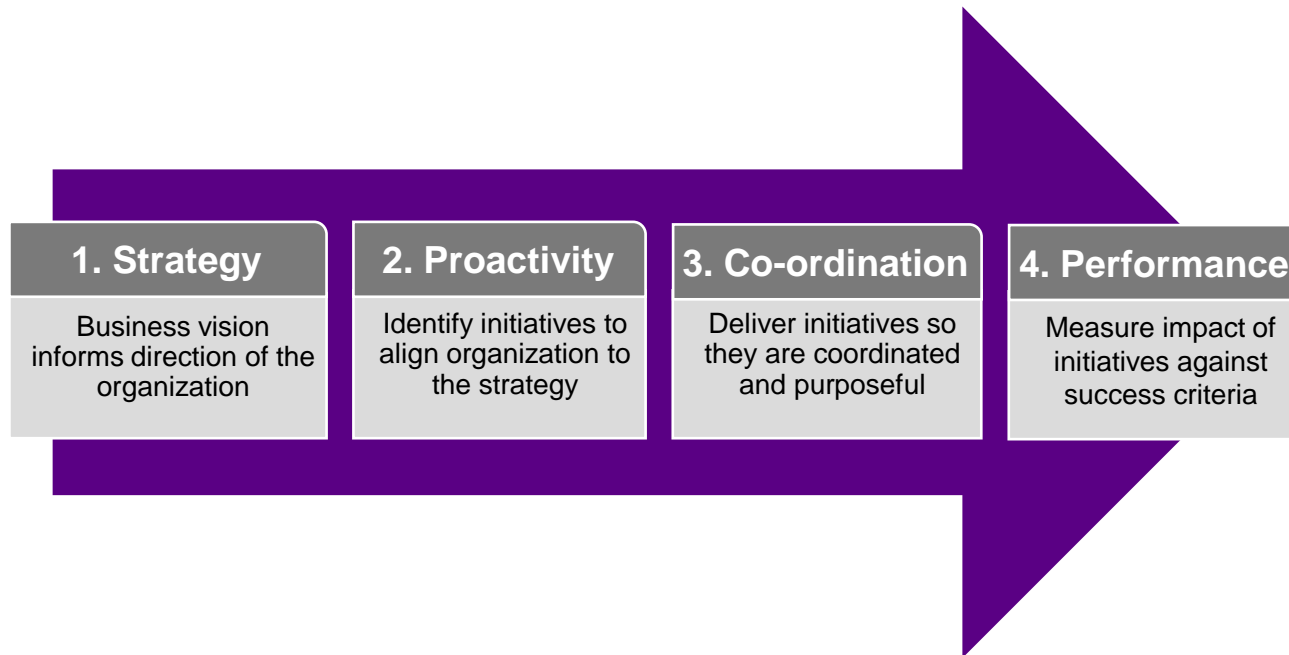 1. Strategy
Business vision
informs direction of the
organization
2. Proactivity
Identify initiatives to
align organization to
the strategy
3. Co-ordination
Deliver initiatives so
they are coordinated
and purposeful
4. Performance
Measure impact of
initiatives against
success criteria